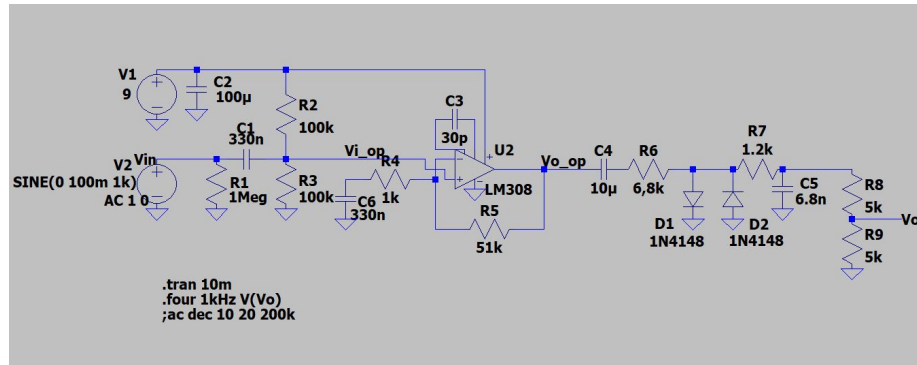 V1
9
C2
100µ
R2
100k
C1
330n
Vin
V2
SINE(0 100m 1k)
AC 1 0
R1
1Meg
R3
100k
Vi_op
R4
1k
C6
330n
C3
30p
U2
LM308
R5
51k
Vo_op
C4
10µ
R6
6,8k
D1
1N4148
D2
1N4148
R7
1.2k
C5
6.8n
R8
5k
R9
5k
Vo
.tran 10m
.four 1kHz V(Vo)
;ac dec 10 20 200k